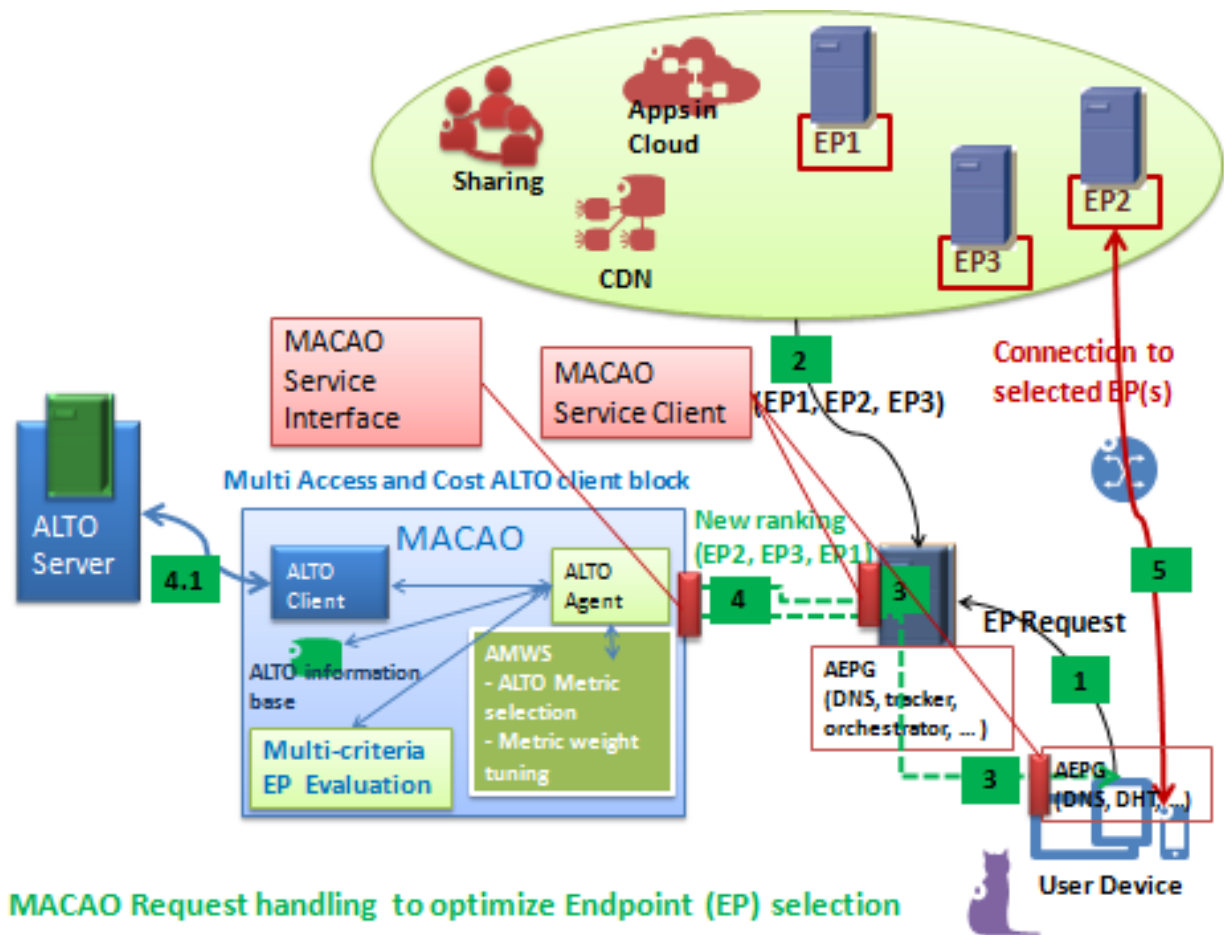 Apps in
Cloud
EP1
EP2
Sharing
EP3
CDN
MACAO
Service
Interface
MACAO
Service Client
2
(EP1, EP2, EP3)
Connection to
selected EP(s)
Multi Access and Cost ALTO client block
ALTO
Server
4.1
MACAO
ALTO
Client
ALTO
Agent
New ranking
(EP2, EP3, EP1)
4
3
5
EP Request
1
ALTO information
base
AMWS
- ALTO Metric
selection
- Metric weight
tuning
Multi-criteria
EP Evaluation
AEPG
(DNS, tracker,
orchestrator, ... )
3
AEPG
(DNS, DHT, ...)
User Device
MACAO Request handling to optimize Endpoint (EP) selection